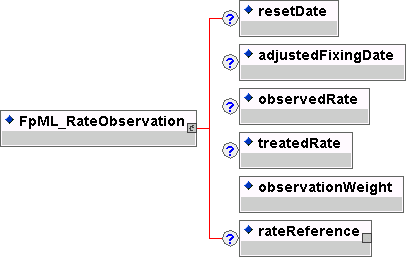 resetDate
adjustedFixingDate
observedRate
FpML_RateObservation
treatedRate
observationWeight
rateReference